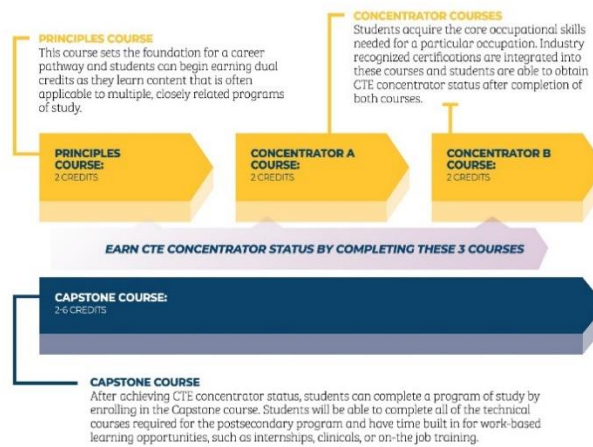 PRINCIPLES COURSE
This course sets the foundation for a career
pathway and students can begin earning dual
credits as they learn content that is often
applicable to multiple, closely related programs
of study.
CONCENTRATOR COURSES
Students acquire the core occupational skills
needed for a particular occupation. Industry
recognized certifications are integrated into
these courses and students are able to obtain
CTE concentrator status after completion of
both courses.
PRINCIPLES
COURSE:
2 CREDITS
CONCENTRATOR A
COURSE:
2 CREDITS
CONCENTRATOR B
COURSE:
2 CREDITS
EARN CTE CONCENTRATOR STATUS BY COMPLETING THESE 3 COURSES
CAPSTONE COURSE:
2-6 CREDITS
CAPSTONE COURSE
After achieving CTE concentrator status, students can complete a program of study by
enrolling in the Capstone course. Students will be able to complete all of the technical
courses required for the postsecondary program and have time built in for work-based
learning opportunities, such as internships, clinicals, or on-the job training.